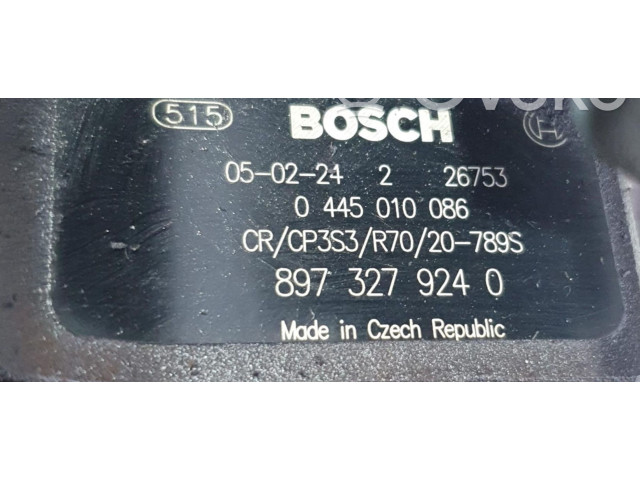 515 BOSCH H
05-02-24 2 26753
0 445 010 086
CR/CP3S3/R70/20-789S
897 327 924 0
Made in Czech Republic